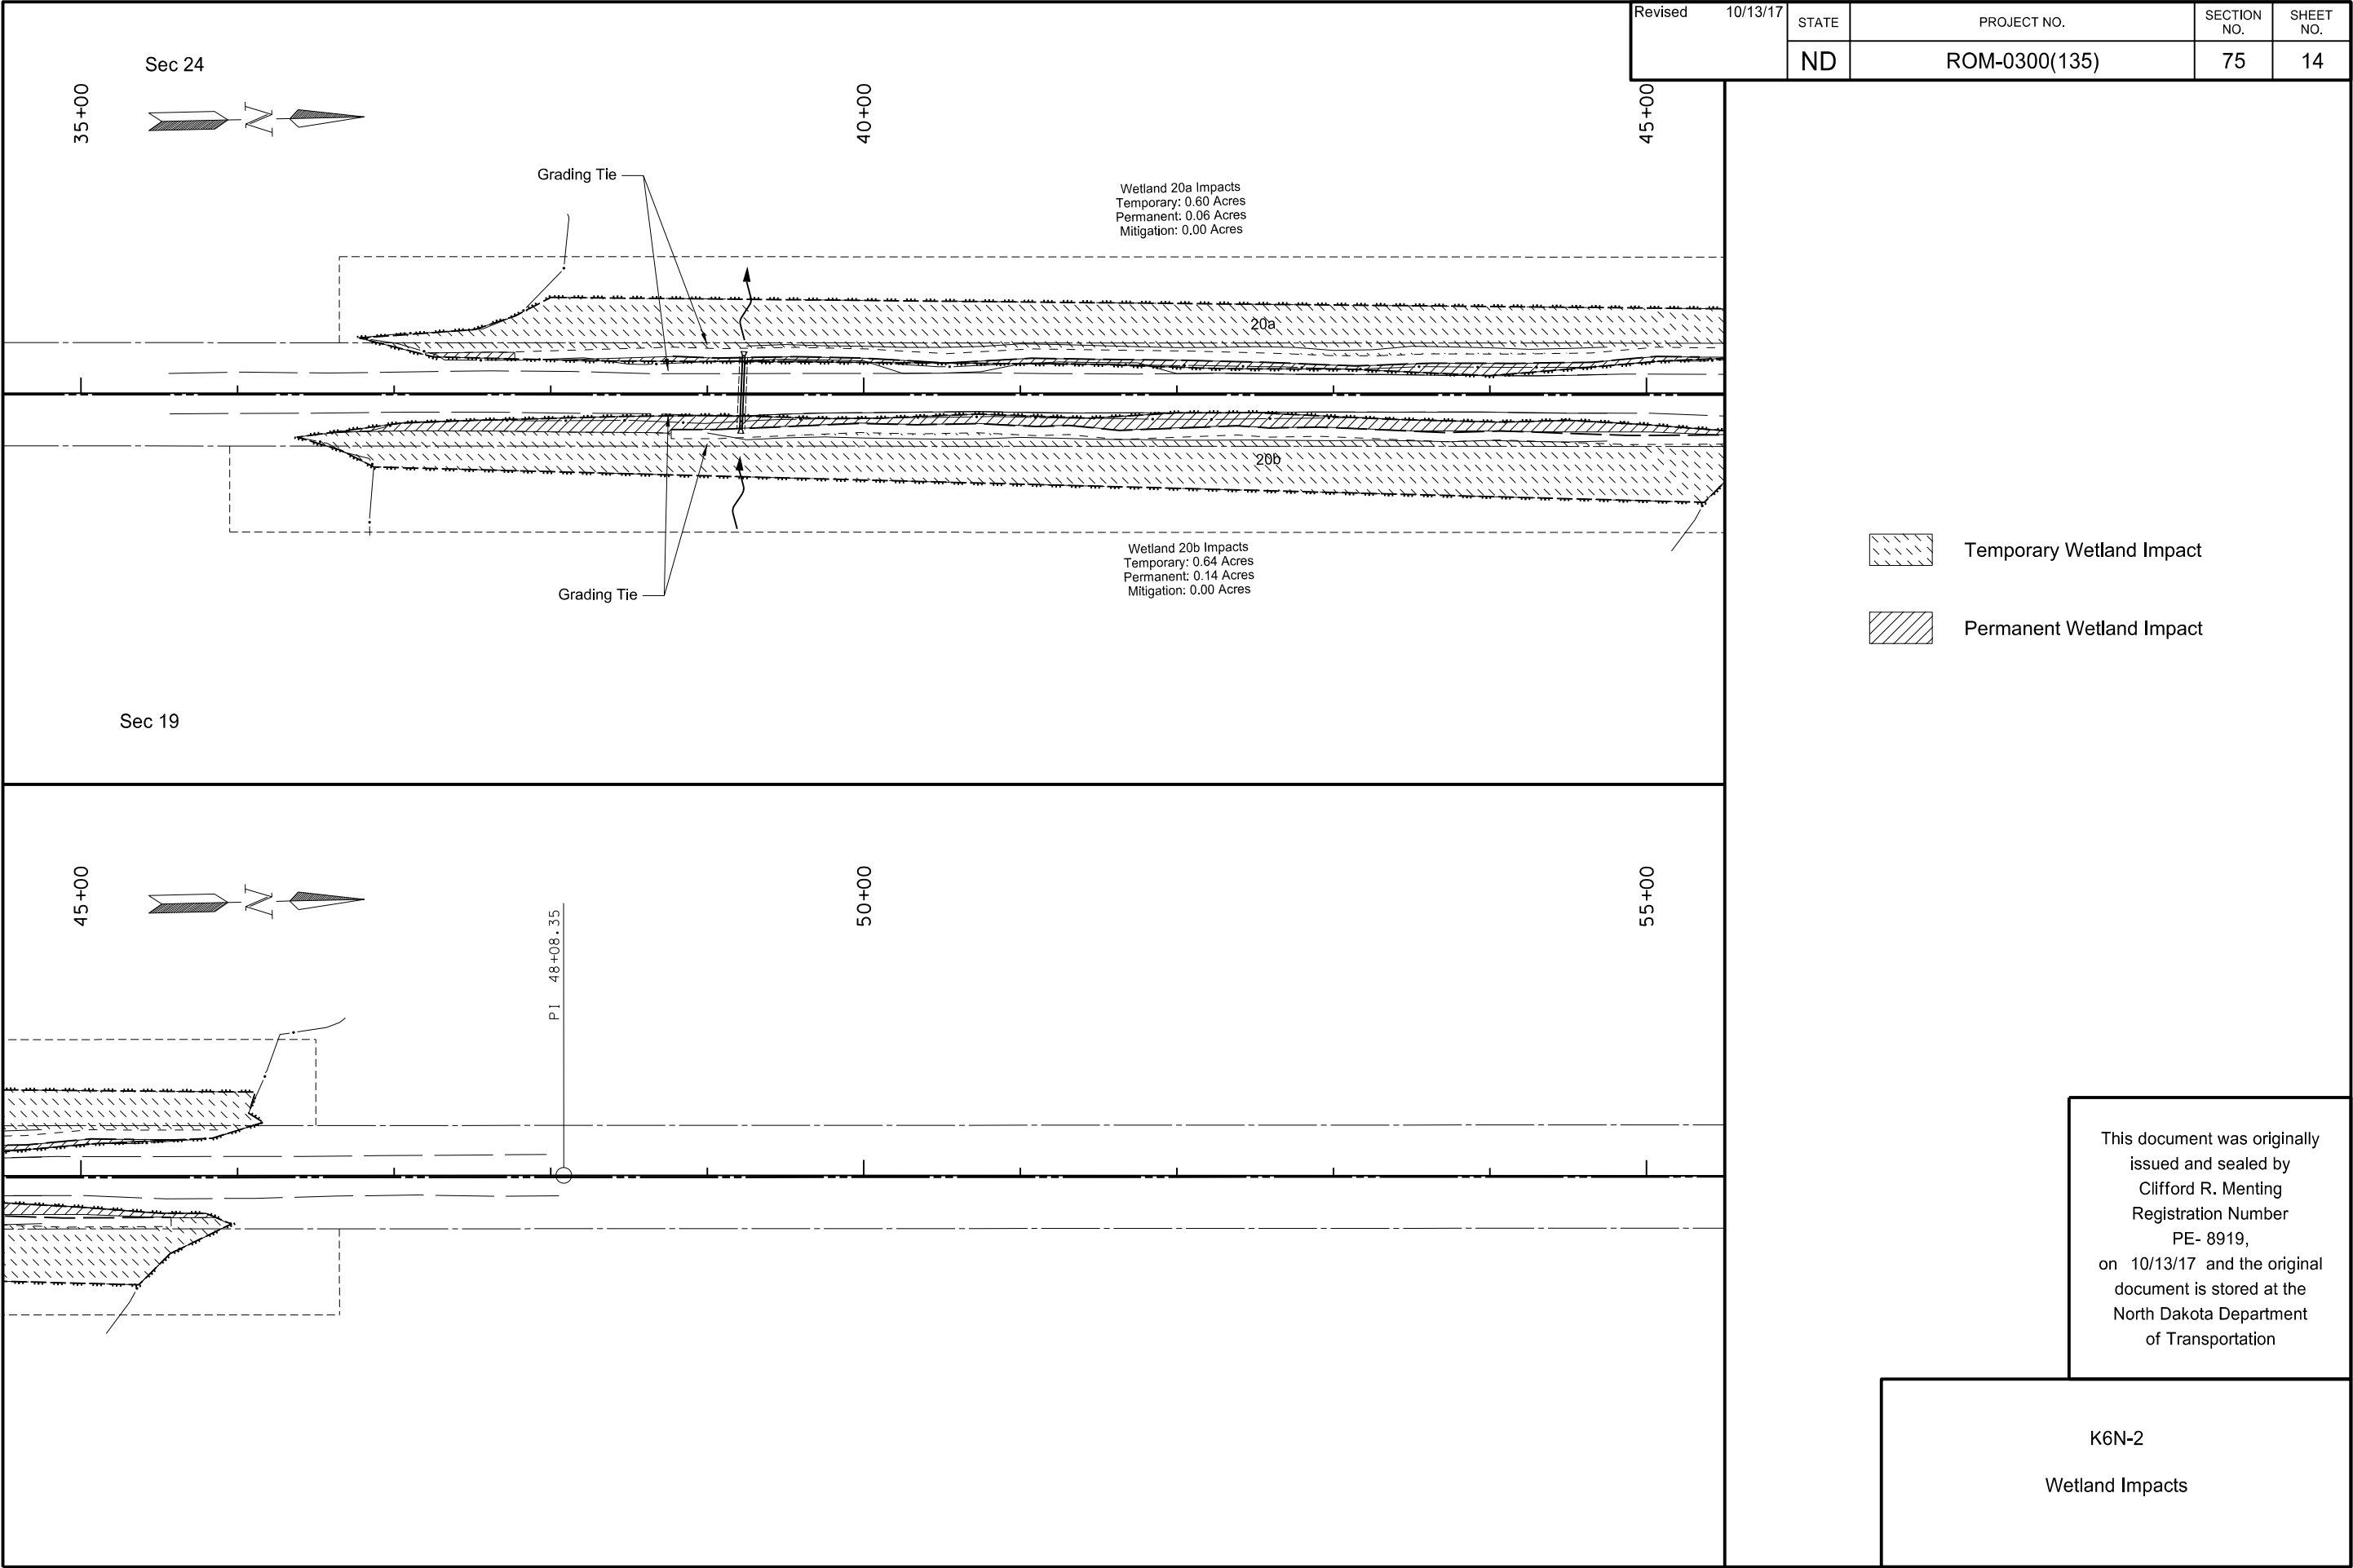 Revised 10/13/17
STATE
PROJECT NO.
SECTION NO.
SHEET NO.
ND
ROM-0300(135)
75
14
Sec 24
35+00
N
40+00
45+00
Grading Tie
Wetland 20a Impacts
Temporary: 0.60 Acres
Permanent: 0.06 Acres
Mitigation: 0.00 Acres
20a
20b
Wetland 20b Impacts
Temporary: 0.64 Acres
Permanent: 0.14 Acres
Mitigation: 0.00 Acres
Grading Tie
Sec 19
Temporary Wetland Impact
Permanent Wetland Impact
45+00
N
PI 48+08.35
50+00
55+00
This document was originally
issued and sealed by
Clifford R. Menting
Registration Number
PE- 8919,
on 10/13/17 and the original
document is stored at the
North Dakota Department
of Transportation
K6N-2
Wetland Impacts